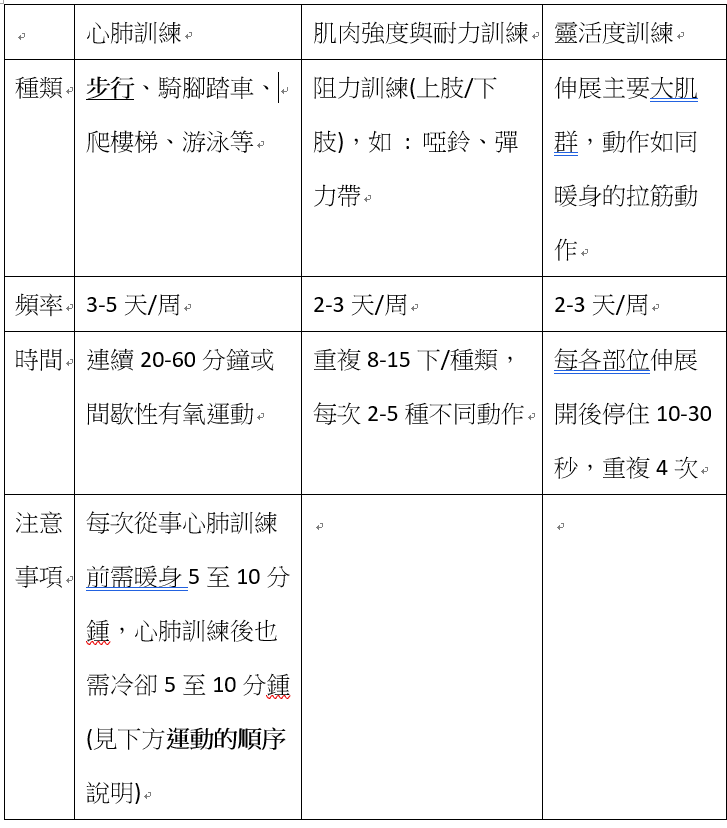 心肺訓練
肌肉強度與耐力訓練
靈活度訓練
種類
步行、騎腳踏車、
爬樓梯、游泳等
阻力訓練(上肢/下
肢)，如 : 啞鈴、彈
力帶
伸展主要大肌
群，動作如同
暖身的拉筋動
作
頻率
3-5 天/周
2-3 天/周
2-3 天/周
時間
連續 20-60 分鐘或
間歇性有氧運動
重複 8-15 下/種類，
每次 2-5 種不同動作
每各部位伸展
開後停住 10-30
秒，重複 4 次
注意
事項
每次從事心肺訓練
前需暖身 5 至 10 分
鍾，心肺訓練後也
需冷卻 5 至 10 分鍾
(見下方運動的順序
說明)